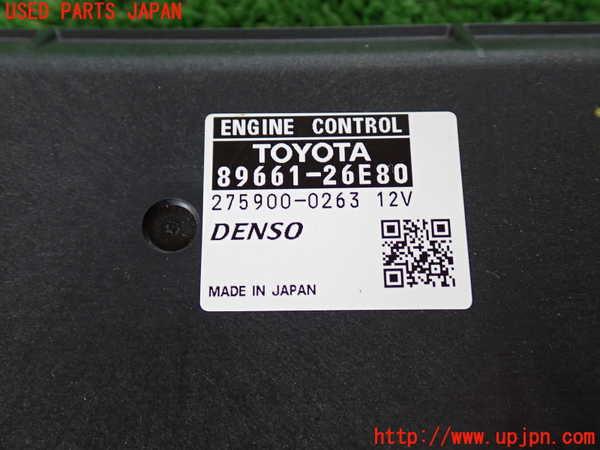 USED PARTS JAPAN
ENGINE CONTROL
TOYOTA
89661-26E80
275900-0263 12V
DENSO
MADE IN JAPAN
http://www.upjpn.com/